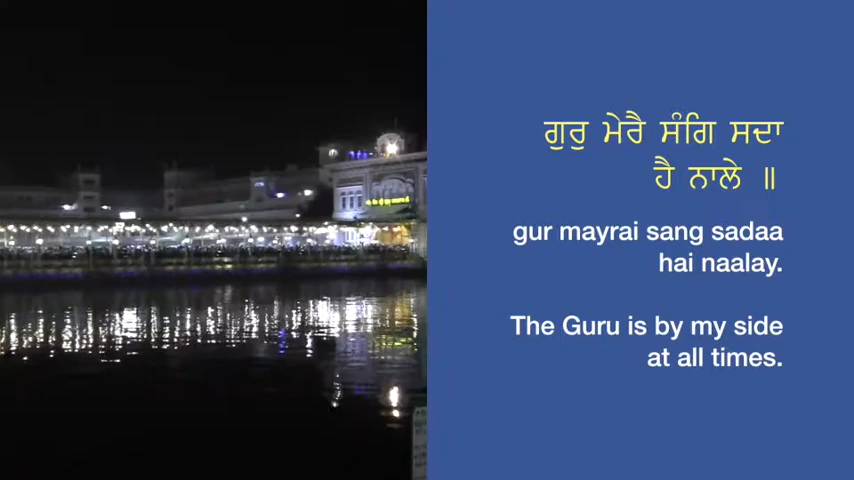 ਗੁਰੁ ਮੇਰੈ ਸੰਗਿ ਸਦਾ
ਹੈ ਨਾਲੇ ॥
gur mayrai sang sadaa
hai naalay.
The Guru is by my side
at all times.